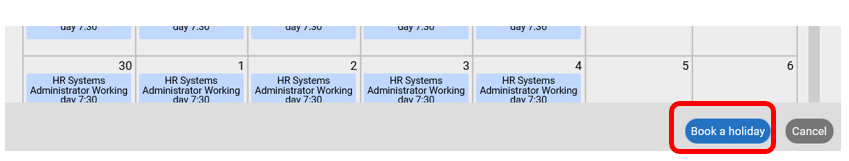 day 7:30 day 7:30 day 7:30 day 7:30 day 7:30
30 1 2 3 4 5 6
HR Systems HR Systems HR Systems HR Systems HR Systems
Administrator Working Administrator Working Administrator Working Administrator Working Administrator Working
day 7:30 day 7:30 day 7:30 day 7:30 day 7:30
Book a holiday Cancel